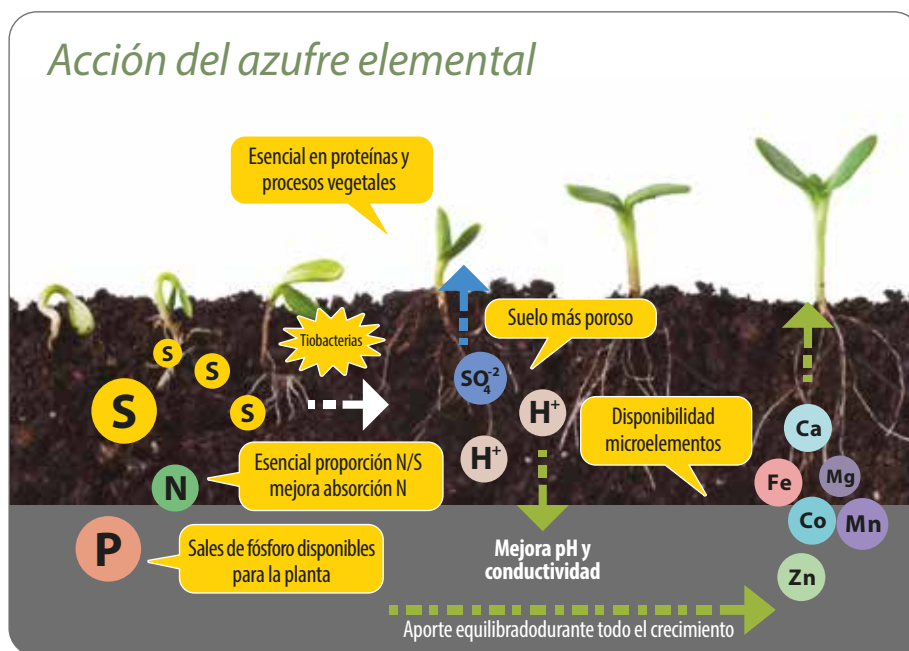 Acción del azufre elemental
Esencial en proteínas y
procesos vegetales
Tiobacterias
Suelo más poroso
S
S
S
S
SO₄⁻²
H⁺
H⁺
Disponibilidad
microelementos
Ca
Fe
Mg
Co
Mn
Zn
N
Esencial proporción N/S
mejora absorción N
P
Sales de fósforo disponibles
para la planta
Mejora pH y
conductividad
Aporte equilibradodurante todo el crecimiento